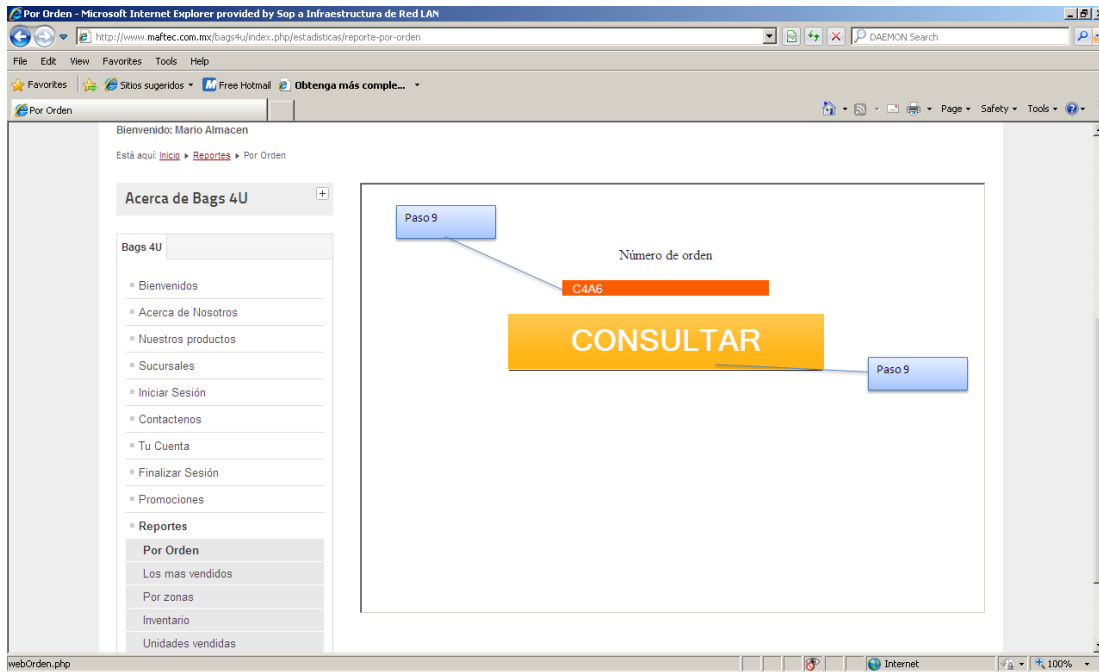 Por Orden - Microsoft Internet Explorer provided by Sop a Infraestructura de Red LAN
http://www.maftec.com.mx/bags4u/index.php/estadisticas/reporte-por-orden
DAEMON Search
File Edit View Favorites Tools Help
Favorites Sitios sugeridos Free Hotmail Obtenga más comple...
Por Orden
Page Safety Tools
Bienvenido: Mario Almacen
Está aquí: Inicio Reportes Por Orden
Acerca de Bags 4U
Bags 4U
Bienvenidos
Acerca de Nosotros
Nuestros productos
Sucursales
Iniciar Sesión
Contactenos
Tu Cuenta
Finalizar Sesión
Promociones
Reportes
Por Orden
Los mas vendidos
Por zonas
Inventario
Unidades vendidas
Paso 9
Número de orden
C4A6
CONSULTAR
Paso 9
webOrden.php
Internet
100%